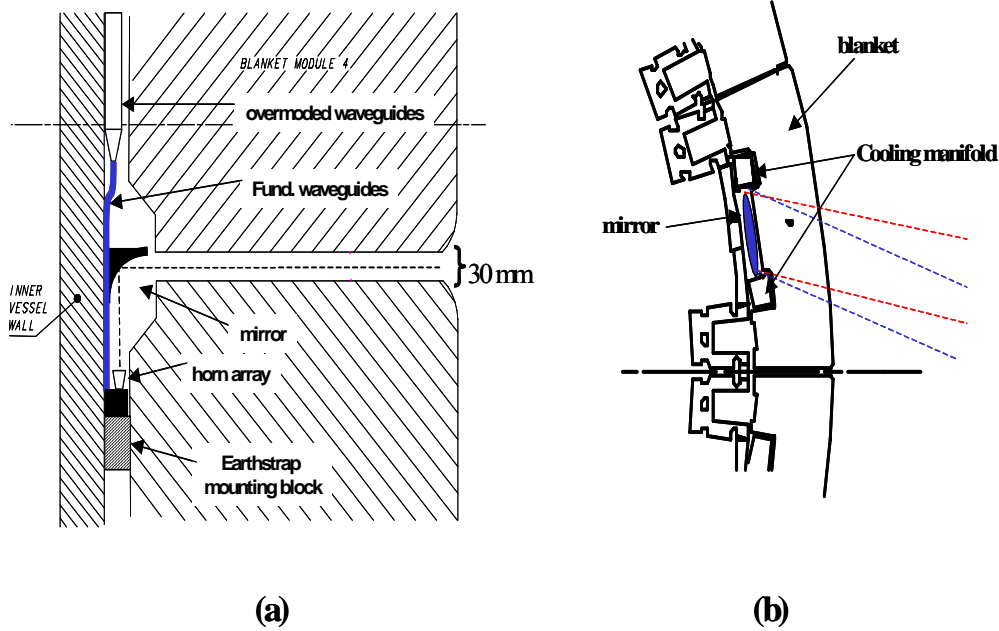 BLANKET MODULE 4
overmoded waveguides
Fund. waveguides
30 mm
INNER
VESSEL
WALL
mirror
horn array
Earthstrap
mounting block
(a)
blanket
Cooling manifold
mirror
(b)